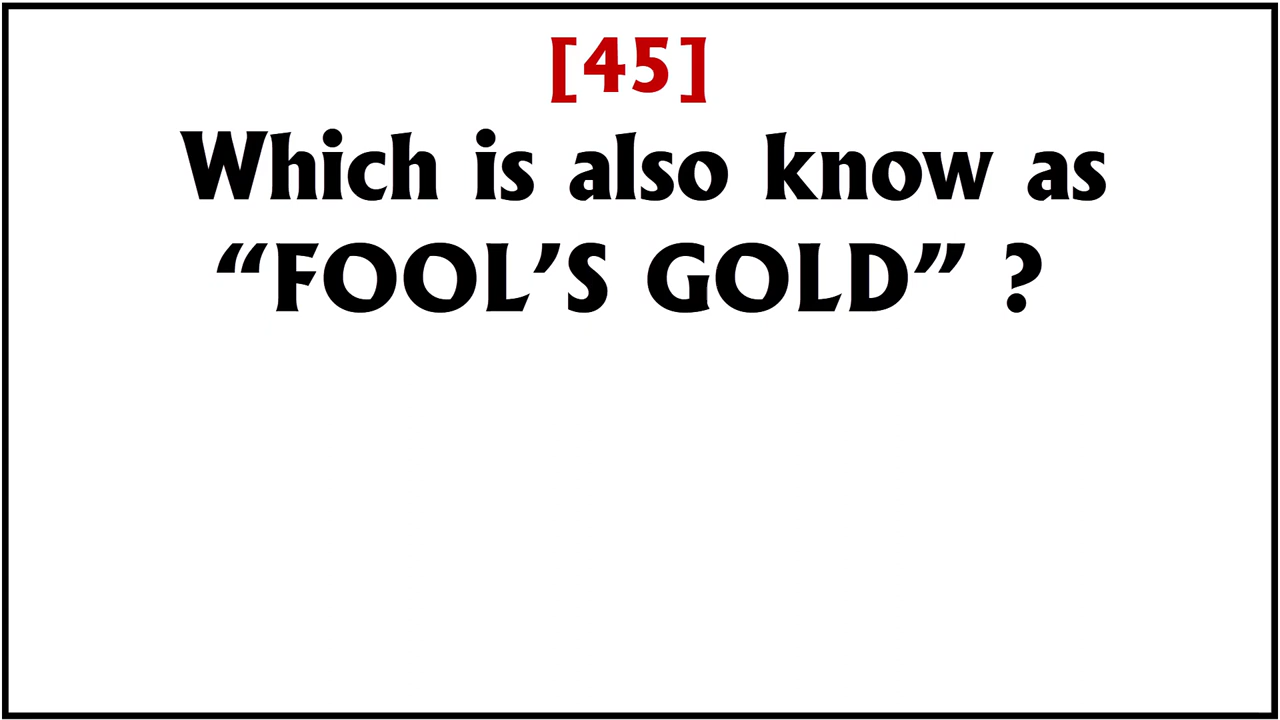 [45]
Which is also know as
“FOOL’S GOLD” ?